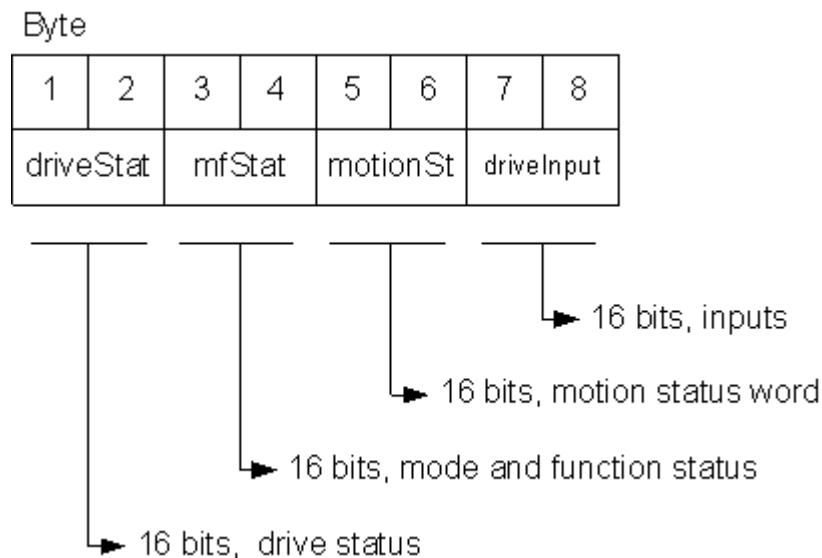 Byte
1 2 3 4 5 6 7 8
driveStat mfStat motionSt driveInput
16 bits, inputs
16 bits, motion status word
16 bits, mode and function status
16 bits, drive status